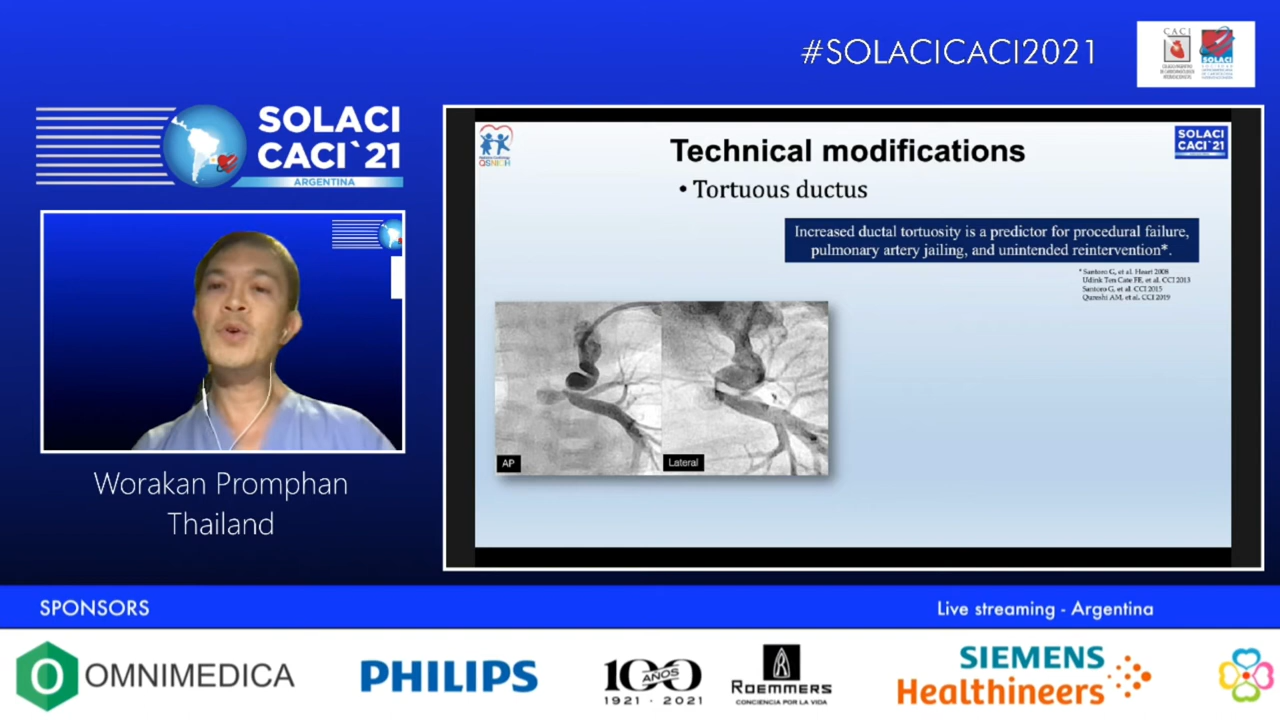 #SOLACICACI2021
CACI
SOLACI
SOLACI
CACI`21
ARGENTINA
QSNICH
Technical modifications
SOLACI
CACI`21
• Tortuous ductus
Increased ductal tortuosity is a predictor for procedural failure,
pulmonary artery jailing, and unintended reintervention*.
* Santoro G, et al. Heart 2008
Udink Ten Cate FE, et al. CCI 2013
Santoro G, et al. CCI 2015
Qureshi AM, et al. CCI 2019
AP
Lateral
Worakan Promphan
Thailand
SPONSORS
Live streaming - Argentina
OMNIMEDICA
PHILIPS
100
AÑOS
1921 · 2021
ROEMMERS
CONCIENCIA POR LA VIDA
SIEMENS
Healthineers